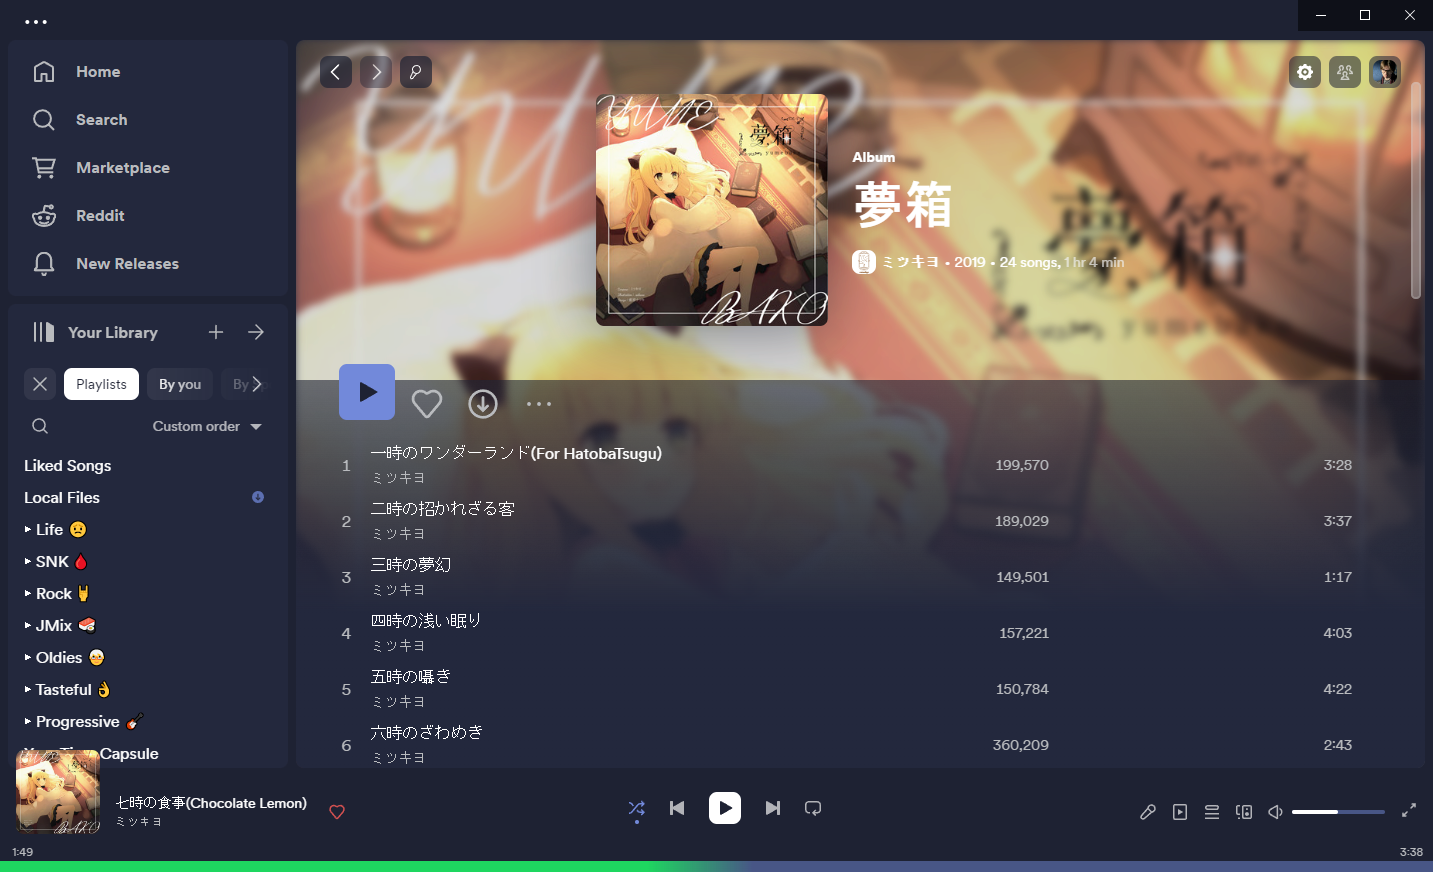 Home
Search
Marketplace
Reddit
New Releases
Your Library
Playlists
By you
By
Custom order
Liked Songs
Local Files
Life
SNK
Rock
JMix
Oldies
Tasteful
Progressive
Capsule
YUME
夢箱
BAKO
Album
夢箱
ミツキヨ • 2019 • 24 songs, 1 hr 4 min
1 一時のワンダーランド(For HatobaTsugu) 199,570 3:28
ミツキヨ
2 二時の招かれざる客 189,029 3:37
ミツキヨ
3 三時の夢幻 149,501 1:17
ミツキヨ
4 四時の浅い眠り 157,221 4:03
ミツキヨ
5 五時の囁き 150,784 4:22
ミツキヨ
6 六時のざわめき 360,209 2:43
ミツキヨ
七時の食事(Chocolate Lemon)
ミツキヨ
1:49
3:38